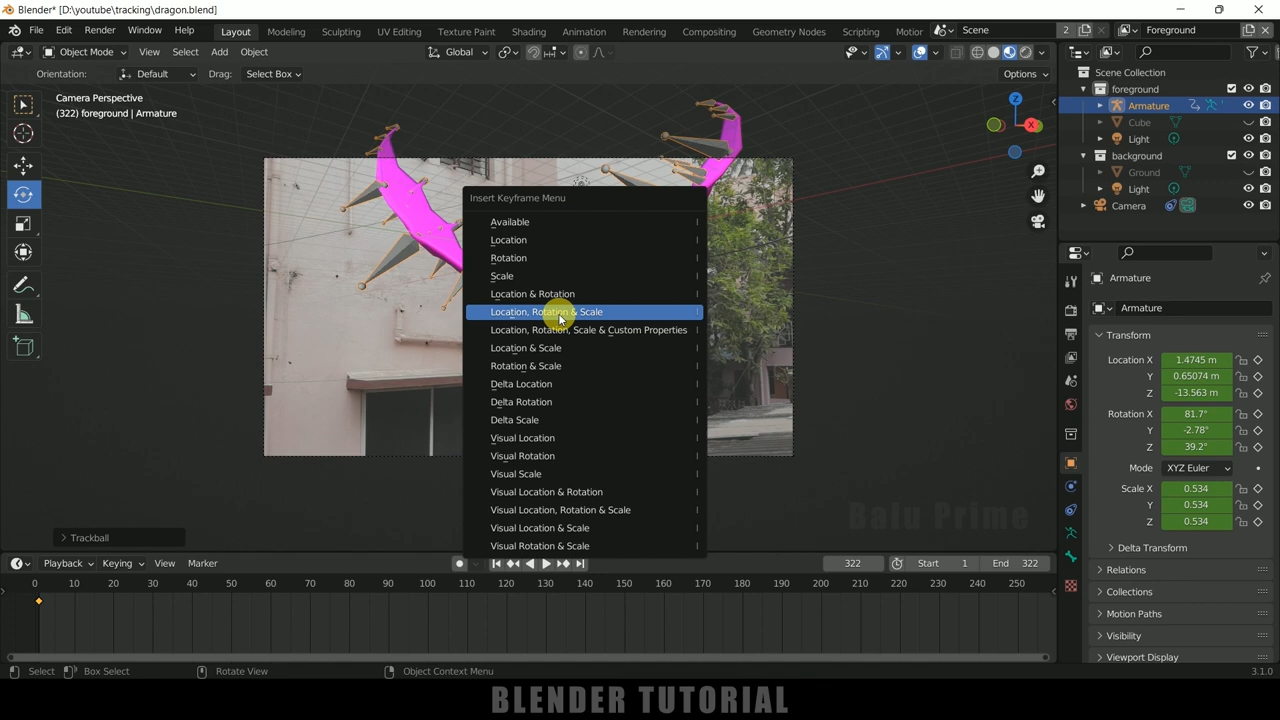 Blender* [D:\youtube\tracking\dragon.blend]
File Edit Render Window Help Layout Modeling Sculpting UV Editing Texture Paint Shading Animation Rendering Compositing Geometry Nodes Scripting Motior Scene 2 Foreground
Object Mode View Select Add Object Global
Orientation: Default Drag: Select Box Options
Camera Perspective
(322) foreground | Armature
Scene Collection
foreground
Armature
Cube
Light
background
Ground
Light
Camera
Z
X
Insert Keyframe Menu
Available I
Location I
Rotation I
Scale I
Location & Rotation I
Location, Rotation & Scale I
Location, Rotation, Scale & Custom Properties I
Location & Scale I
Rotation & Scale I
Delta Location I
Delta Rotation I
Delta Scale I
Visual Location I
Visual Rotation I
Visual Scale I
Visual Location & Rotation I
Visual Location, Rotation & Scale I
Visual Location & Scale I
Visual Rotation & Scale I
Armature
Armature
Transform
Location X 1.4745 m
Y 0.65074 m
Z -13.563 m
Rotation X 81.7°
Y -2.78°
Z 39.2°
Mode XYZ Euler
Scale X 0.534
Y 0.534
Z 0.534
Delta Transform
Relations
Collections
Motion Paths
Visibility
Viewport Display
Balu Prime
Trackball
Playback Keying View Marker 322 Start 1 End 322
0 10 20 30 40 50 60 70 80 90 100 110 120 130 140 150 160 170 180 190 200 210 220 230 240 250
Select Box Select Rotate View Object Context Menu 3.1.0
BLENDER TUTORIAL